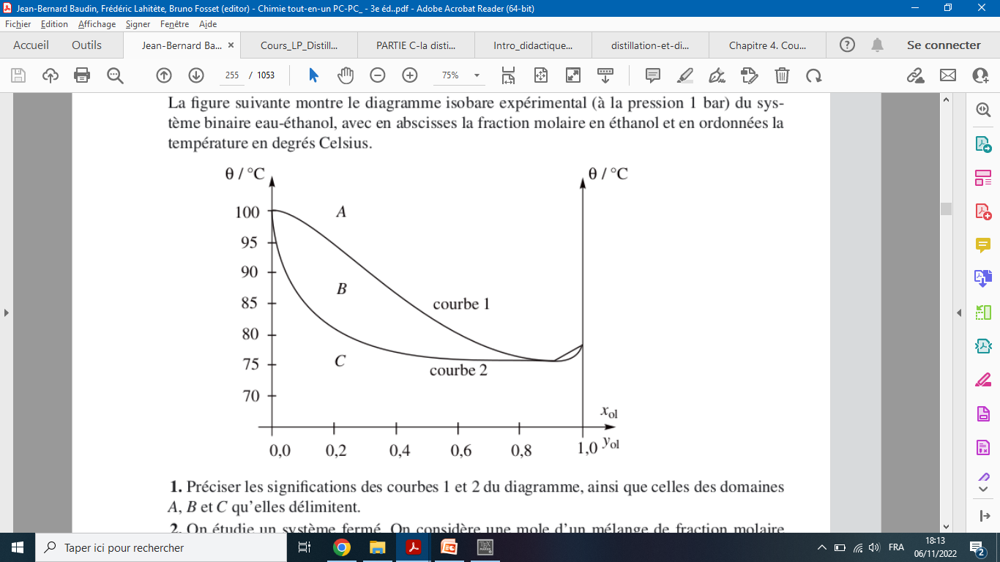 Jean-Bernard Baudin, Frédéric Lahitète, Bruno Fosset (editor) - Chimie tout-en-un PC-PC_ - 3e éd..pdf - Adobe Acrobat Reader (64-bit)
Fichier Edition Affichage Signer Fenêtre Aide
Accueil Outils Jean-Bernard Ba... × Cours_LP_Distill... PARTIE C-la disti... Intro_didactique... distillation-et-di... Chapitre 4. Cou... Se connecter
255 / 1053 75%
La figure suivante montre le diagramme isobare expérimental (à la pression 1 bar) du sys-
tème binaire eau-éthanol, avec en abscisses la fraction molaire en éthanol et en ordonnées la
température en degrés Celsius.
θ / °C θ / °C
100 A
95
90
B
85 courbe 1
80
75 C
courbe 2
70
xol
0,0 0,2 0,4 0,6 0,8 1,0 yol
1. Préciser les significations des courbes 1 et 2 du diagramme, ainsi que celles des domaines
A, B et C qu'elles délimitent.
2. On étudie un système fermé. On considère une mole d'un mélange de fraction molaire
Taper ici pour rechercher
FRA
18:13
06/11/2022
2